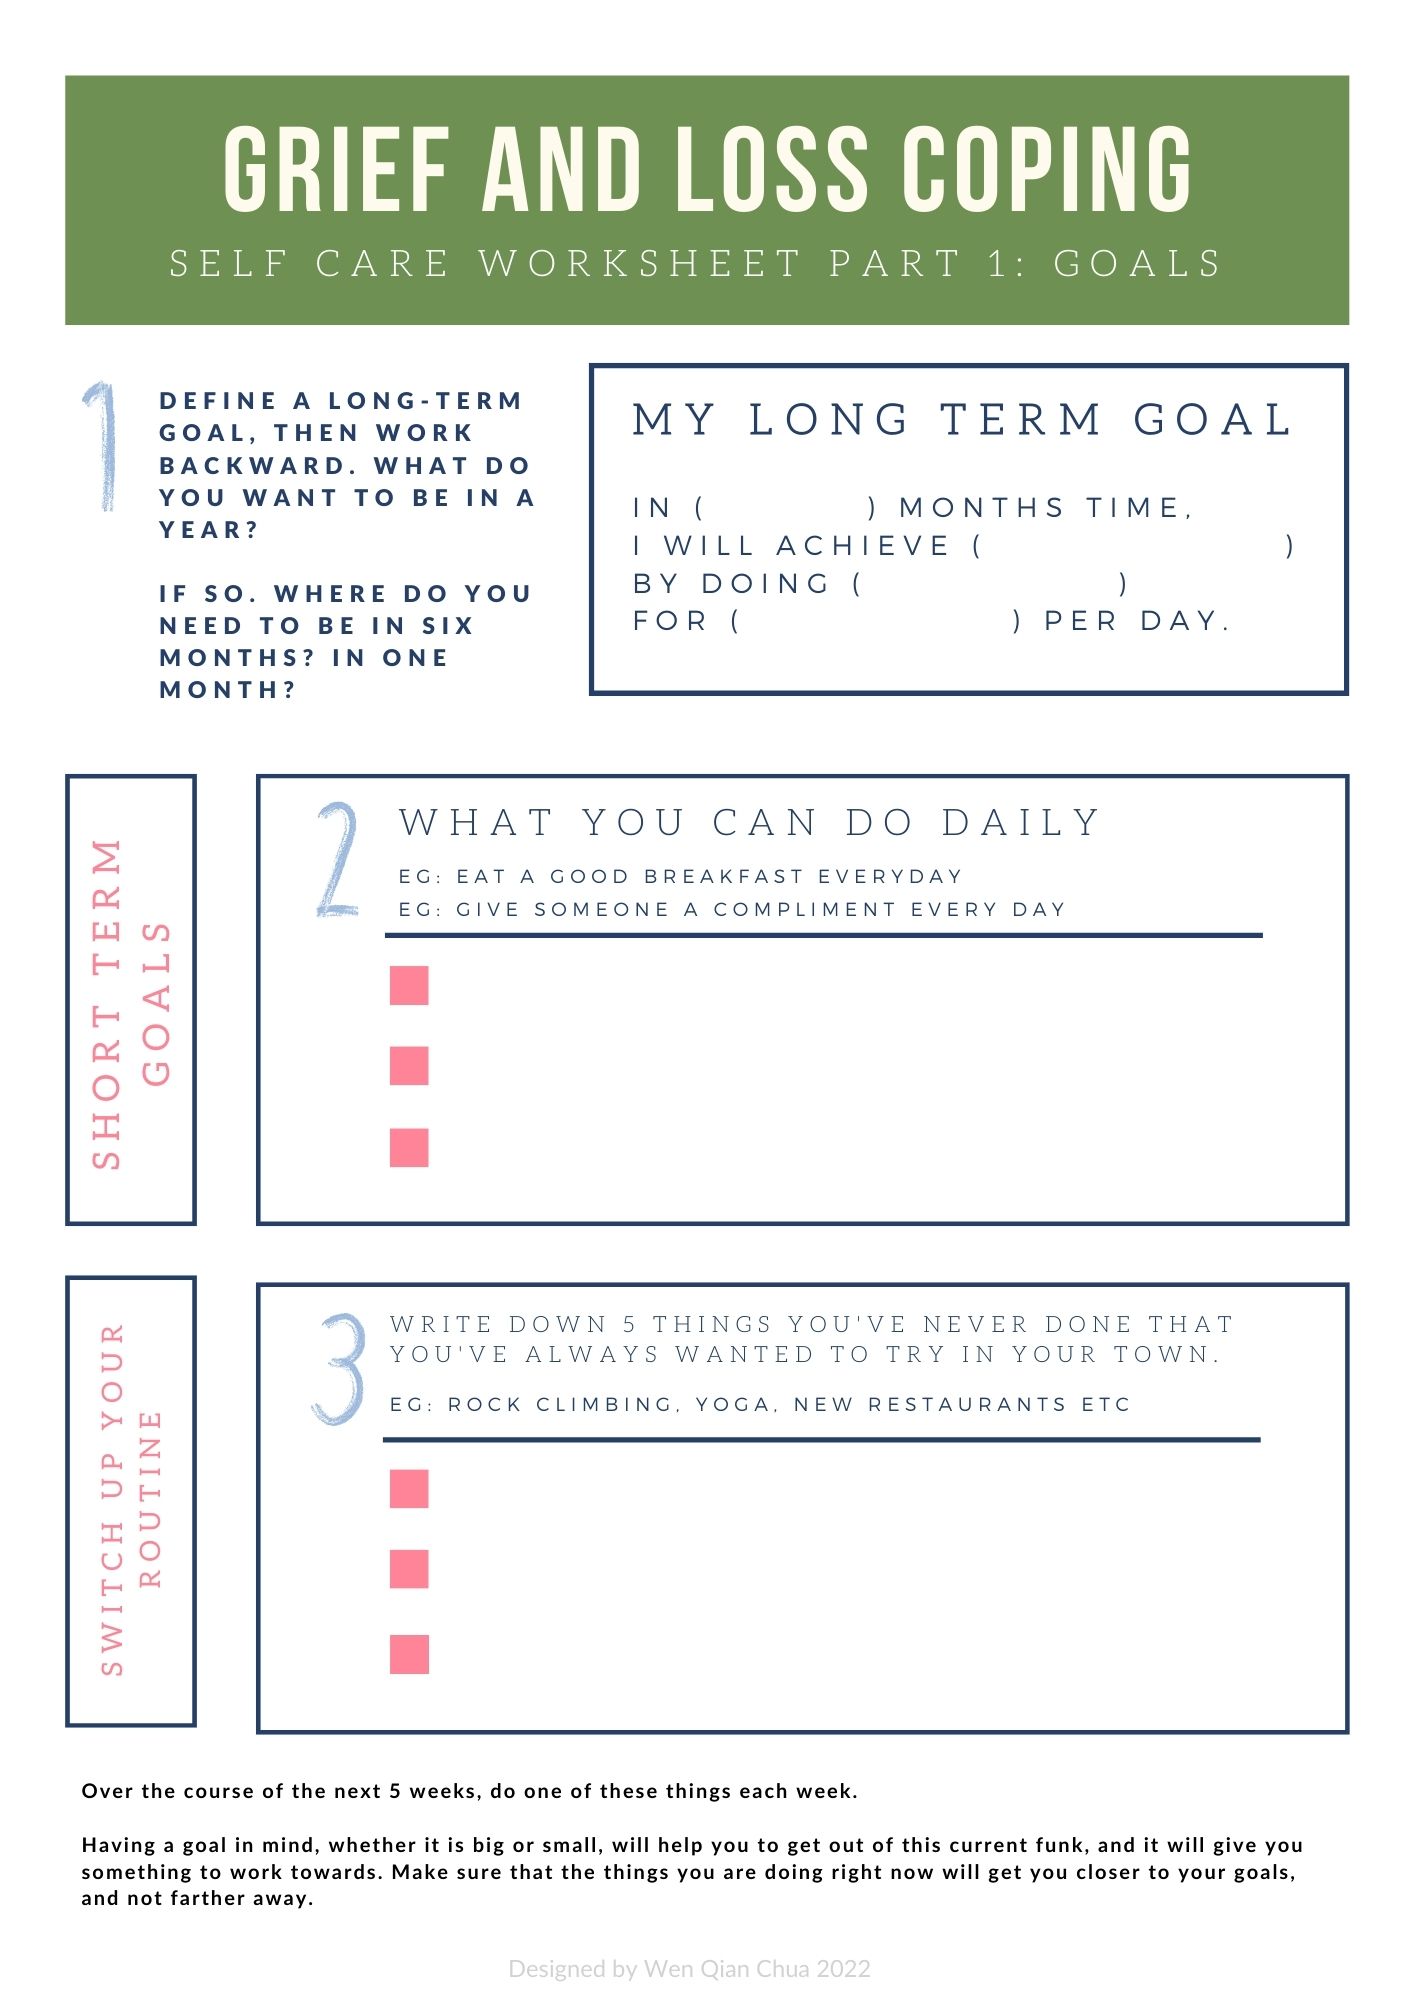 GRIEF AND LOSS COPING
SELF CARE WORKSHEET PART 1: GOALS
1
DEFINE A LONG-TERM
GOAL, THEN WORK
BACKWARD. WHAT DO
YOU WANT TO BE IN A
YEAR?
IF SO. WHERE DO YOU
NEED TO BE IN SIX
MONTHS? IN ONE
MONTH?
MY LONG TERM GOAL
IN (          ) MONTHS TIME,
I WILL ACHIEVE (                    )
BY DOING (                 )
FOR (                  ) PER DAY.
SHORT TERM
GOALS
2
WHAT YOU CAN DO DAILY
EG: EAT A GOOD BREAKFAST EVERYDAY
EG: GIVE SOMEONE A COMPLIMENT EVERY DAY
SWITCH UP YOUR
ROUTINE
3
WRITE DOWN 5 THINGS YOU'VE NEVER DONE THAT
YOU'VE ALWAYS WANTED TO TRY IN YOUR TOWN.
EG: ROCK CLIMBING, YOGA, NEW RESTAURANTS ETC
Over the course of the next 5 weeks, do one of these things each week.
Having a goal in mind, whether it is big or small, will help you to get out of this current funk, and it will give you
something to work towards. Make sure that the things you are doing right now will get you closer to your goals,
and not farther away.
Designed by Wen Qian Chua 2022